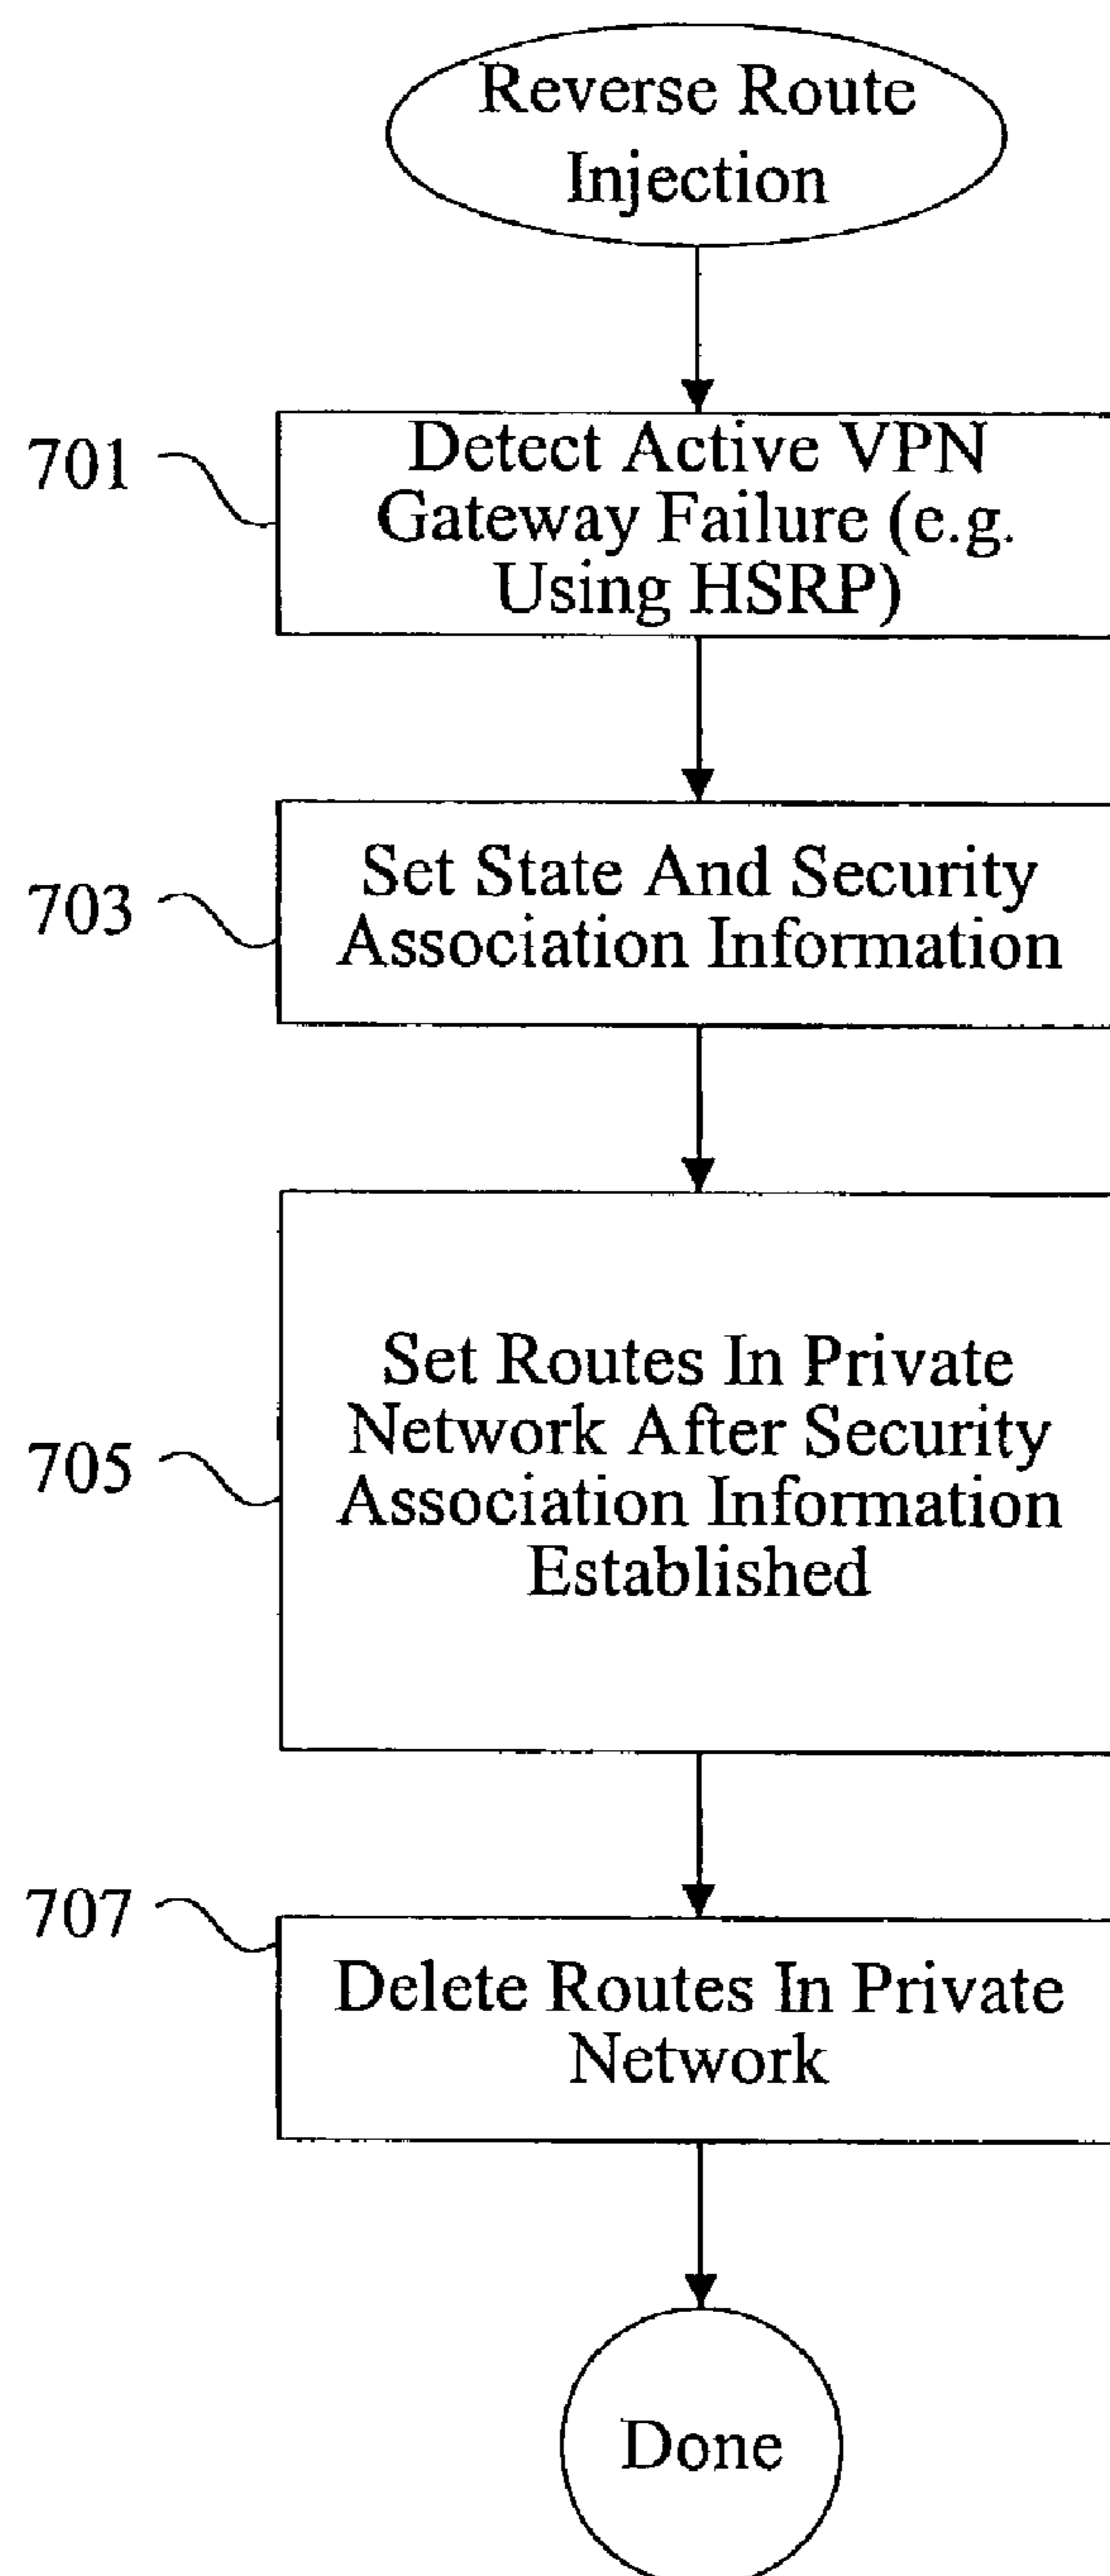 Reverse Route
Injection
701
Detect Active VPN
Gateway Failure (e.g.
Using HSRP)
703
Set State And Security
Association Information
705
Set Routes In Private
Network After Security
Association Information
Established
707
Delete Routes In Private
Network
Done